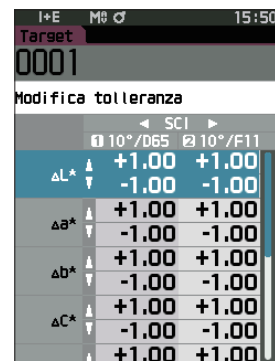 I+E M⁰ 15:50
Target
0001
Modifica tolleranza
◀ SCI ▶
1 10°/D65 2 10°/F11
ΔL* +1.00 +1.00
-1.00 -1.00
Δa* +1.00 +1.00
-1.00 -1.00
Δb* +1.00 +1.00
-1.00 -1.00
ΔC* +1.00 +1.00
-1.00 -1.00
+1.00 +1.00